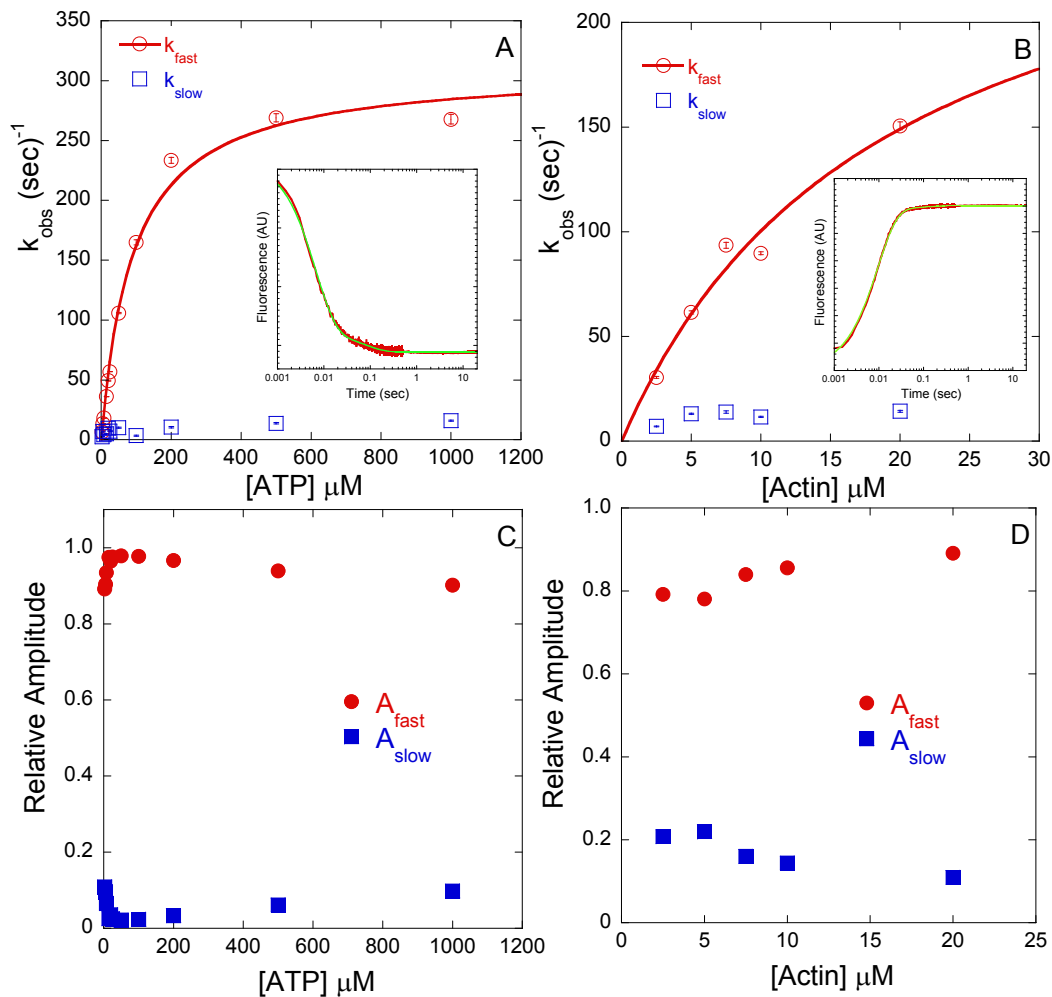 A
k_fast
k_slow
350
300
250
200
150
100
50
0
k_obs (sec)^-1
0 200 400 600 800 1000 1200
[ATP] μM
Fluorescence (AU)
0.001 0.01 0.1 1 10
Time (sec)
B
k_fast
k_slow
200
150
100
50
0
k_obs (sec)^-1
0 5 10 15 20 25 30
[Actin] μM
Fluorescence (AU)
0.001 0.01 0.1 1 10
Time (sec)
C
1.0
0.8
0.6
0.4
0.2
0
Relative Amplitude
A_fast
A_slow
0 200 400 600 800 1000 1200
[ATP] μM
D
1.0
0.8
0.6
0.4
0.2
0.0
Relative Amplitude
A_fast
A_slow
0 5 10 15 20 25
[Actin] μM